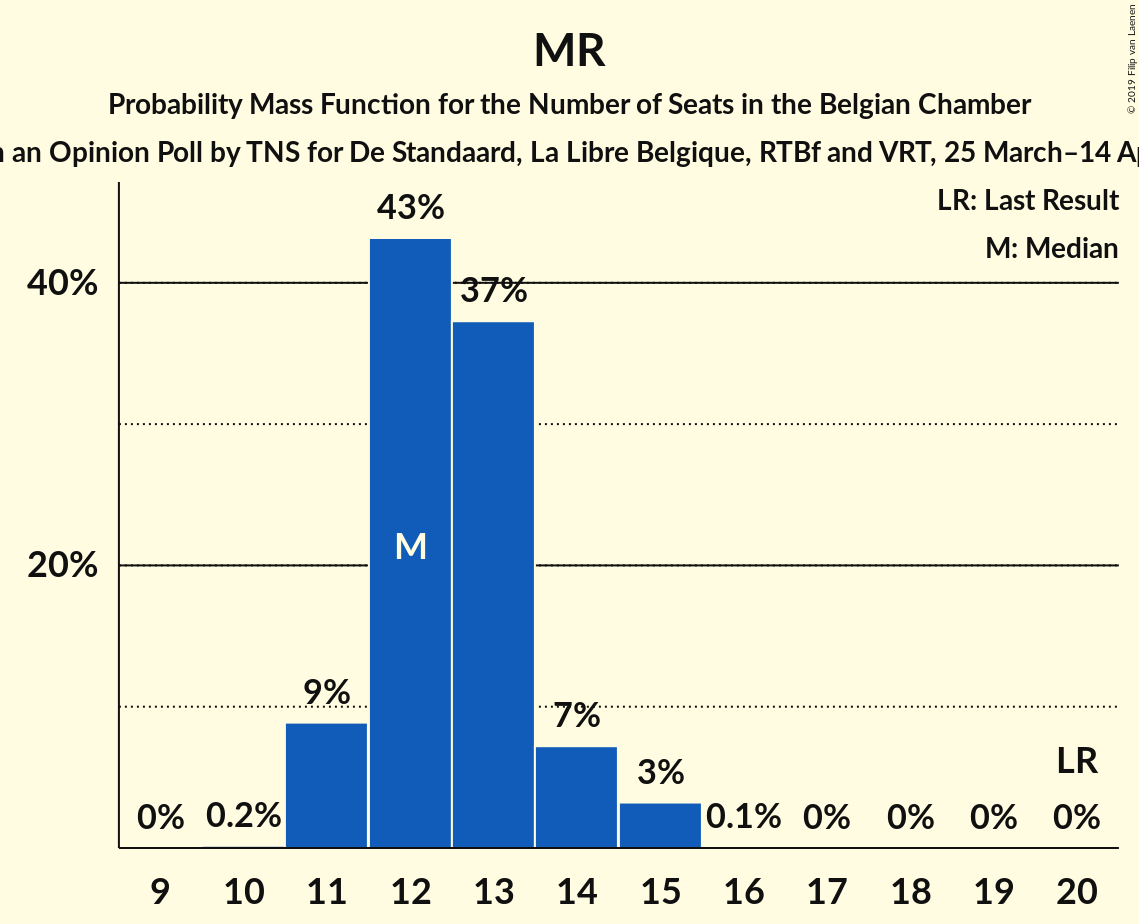 MR
Probability Mass Function for the Number of Seats in the Belgian Chamber
an Opinion Poll by TNS for De Standaard, La Libre Belgique, RTBf and VRT, 25 March–14
© 2019 Filip van Laenen
LR: Last Result
M: Median
43%
40%
37%
M
20%
9%
7%
3%
LR
0%
0.2%
0.1%
0%
0%
0%
0%
9 10 11 12 13 14 15 16 17 18 19 20